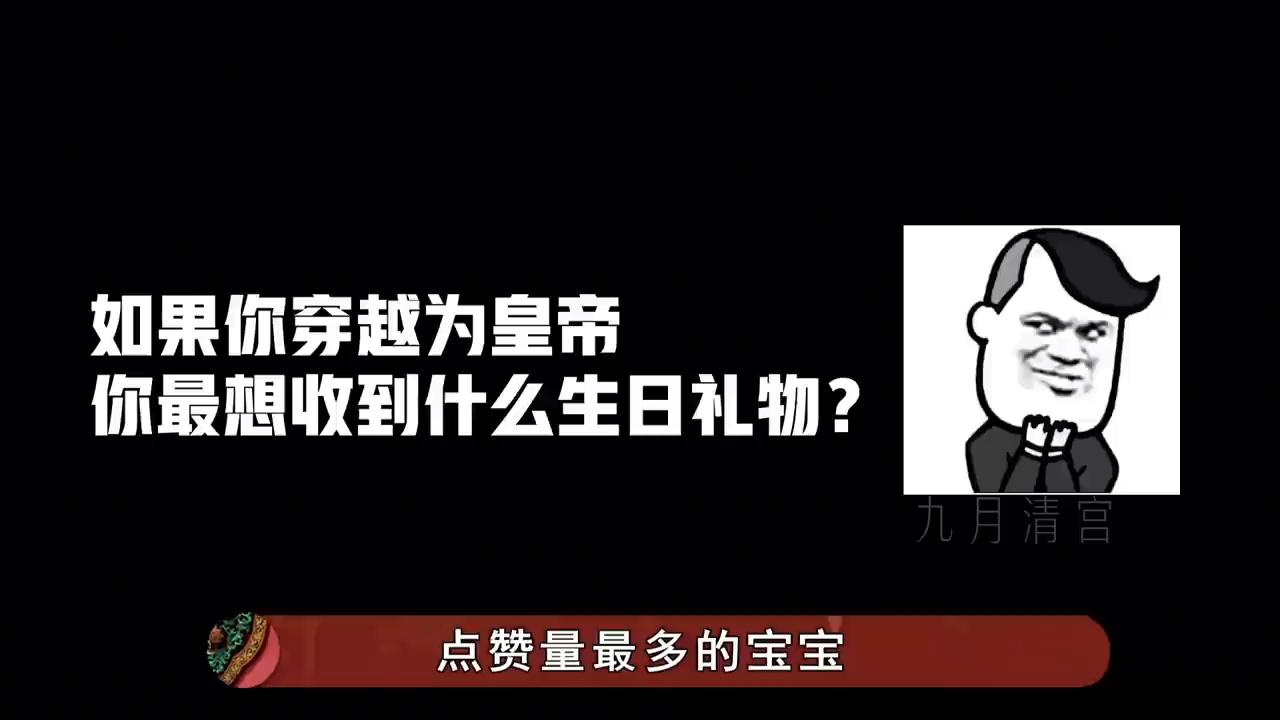 如果你穿越为皇帝
你最想收到什么生日礼物？
九月清宫
点赞量最多的宝宝